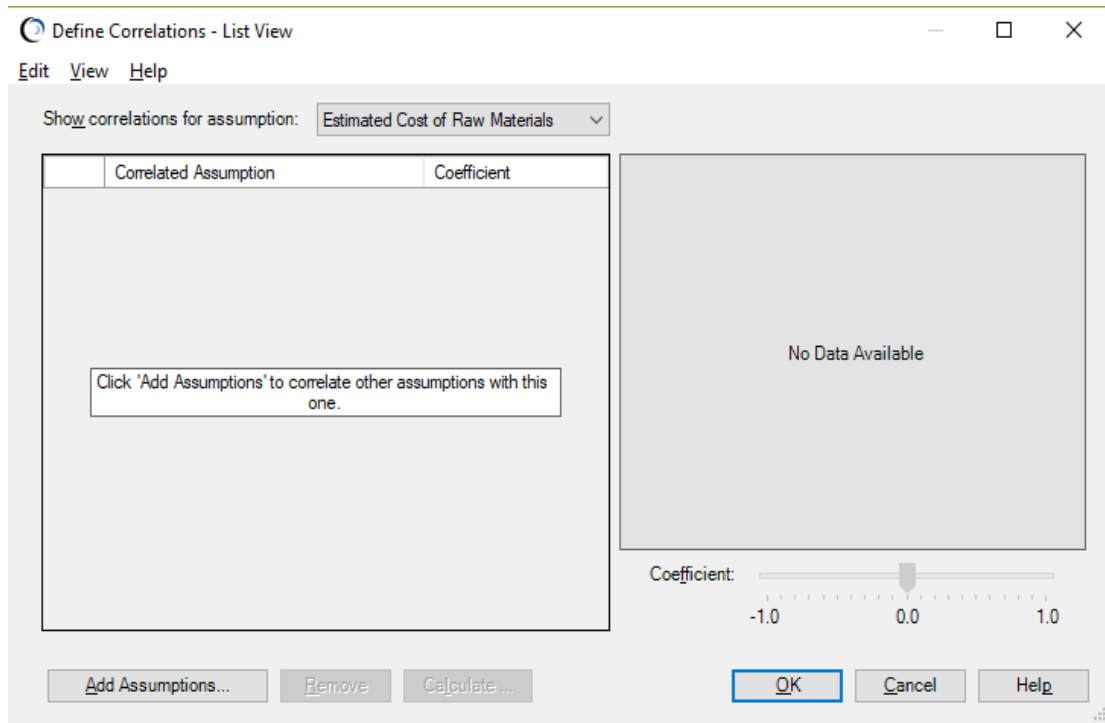 Define Correlations - List View
Edit View Help
Show correlations for assumption: Estimated Cost of Raw Materials
Correlated Assumption Coefficient
Click 'Add Assumptions' to correlate other assumptions with this
one.
No Data Available
Coefficient:
-1.0 0.0 1.0
Add Assumptions... Remove Calculate ... OK Cancel Help